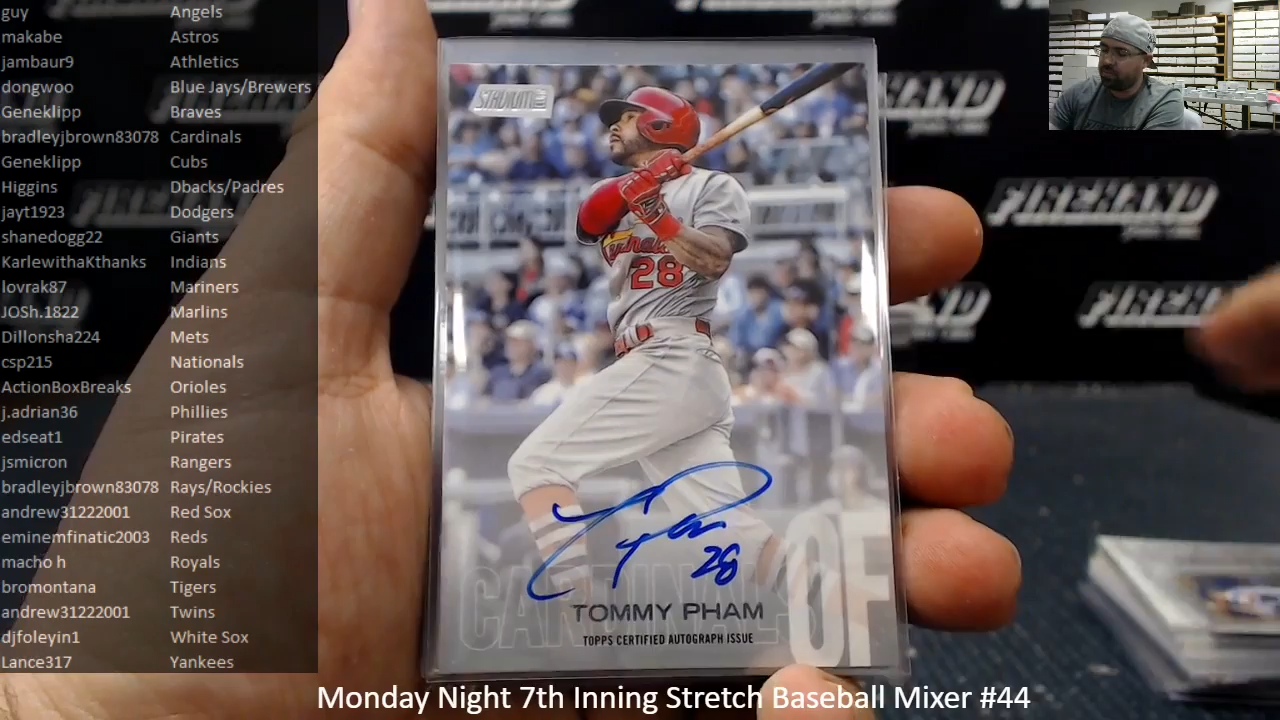 guy Angels
makabe Astros
jambaur9 Athletics
dongwoo Blue Jays/Brewers
Geneklipp Braves
bradleyjbrown83078 Cardinals
Geneklipp Cubs
Higgins Dbacks/Padres
jayt1923 Dodgers
shanedogg22 Giants
KarlewithaKthanks Indians
lovrak87 Mariners
JOSh.1822 Marlins
Dillonsha224 Mets
csp215 Nationals
ActionBoxBreaks Orioles
j.adrian36 Phillies
edseat1 Pirates
jsmicron Rangers
bradleyjbrown83078 Rays/Rockies
andrew31222001 Red Sox
eminemfinatic2003 Reds
macho h Royals
bromontana Tigers
andrew31222001 Twins
djfoleyin1 White Sox
Lance317 Yankees
STADIUM
FIREHAND
28
28
CARDINALS OF
TOMMY PHAM
TOPPS CERTIFIED AUTOGRAPH ISSUE
Monday Night 7th Inning Stretch Baseball Mixer #44